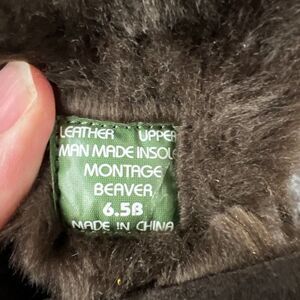 LEATHER UPPER
MAN MADE INSOLE
MONTAGE
BEAVER
6.5B
MADE IN CHINA